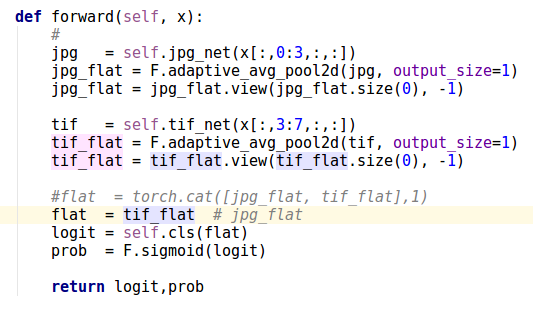 def forward(self, x):
    #
    jpg   = self.jpg_net(x[:,0:3,:,:])
    jpg_flat = F.adaptive_avg_pool2d(jpg, output_size=1)
    jpg_flat = jpg_flat.view(jpg_flat.size(0), -1)

    tif   = self.tif_net(x[:,3:7,:,:])
    tif_flat = F.adaptive_avg_pool2d(tif, output_size=1)
    tif_flat = tif_flat.view(tif_flat.size(0), -1)

    #flat  = torch.cat([jpg_flat, tif_flat],1)
    flat  = tif_flat  # jpg_flat
    logit = self.cls(flat)
    prob  = F.sigmoid(logit)

    return logit,prob